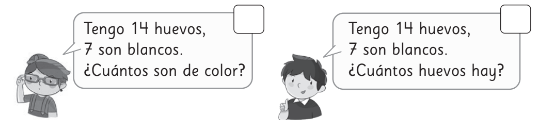 Tengo 14 huevos,
7 son blancos.
¿Cuántos son de color?
Tengo 14 huevos,
7 son blancos.
¿Cuántos huevos hay?